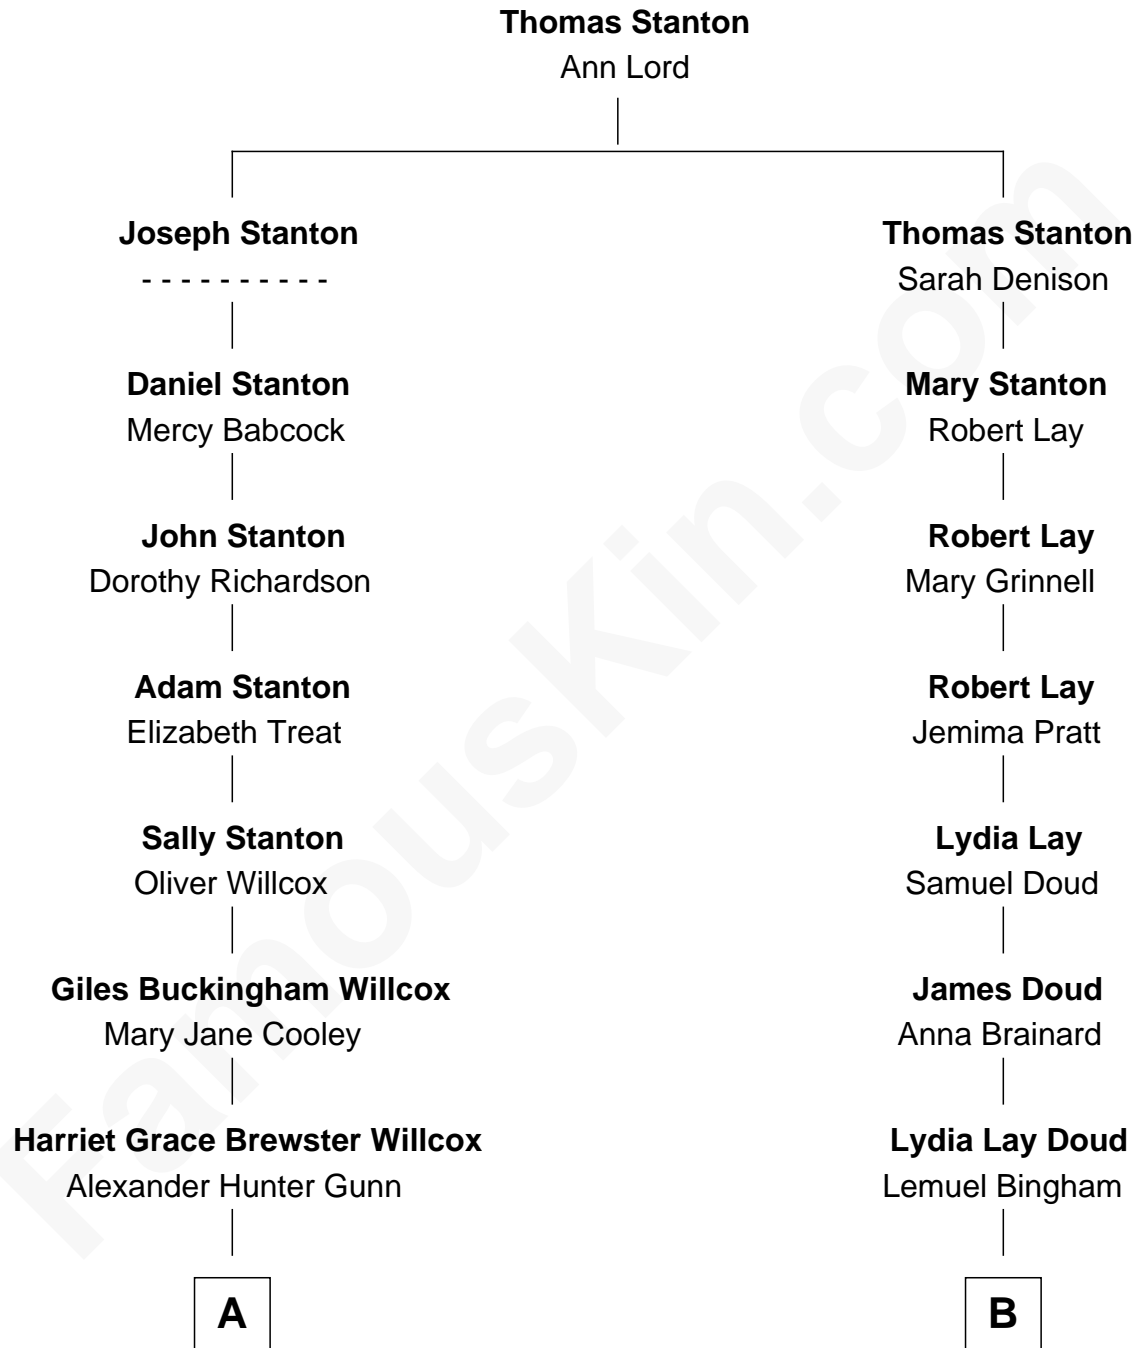 Thomas Stanton
Ann Lord
Joseph Stanton
- - - - - - - - - -
Thomas Stanton
Sarah Denison
Daniel Stanton
Mercy Babcock
Mary Stanton
Robert Lay
John Stanton
Dorothy Richardson
Robert Lay
Mary Grinnell
Adam Stanton
Elizabeth Treat
Robert Lay
Jemima Pratt
Sally Stanton
Oliver Willcox
Lydia Lay
Samuel Doud
Giles Buckingham Willcox
Mary Jane Cooley
James Doud
Anna Brainard
Harriet Grace Brewster Willcox
Alexander Hunter Gunn
Lydia Lay Doud
Lemuel Bingham
A
B
FamousKin.com